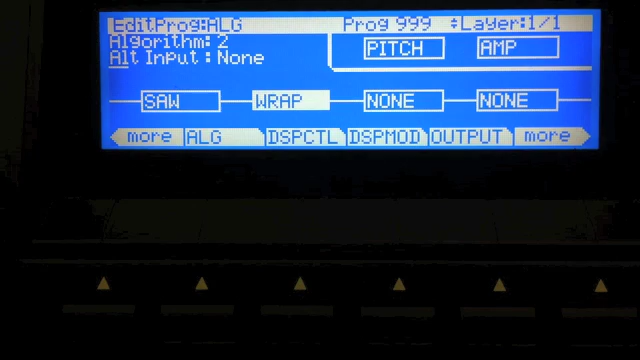 EditProg:ALG Prog 999 ⬍Layer:1/1
Algorithm: 2 PITCH AMP
Alt Input : None
SAW WRAP NONE NONE
more ALG DSPCTL DSPMOD OUTPUT more